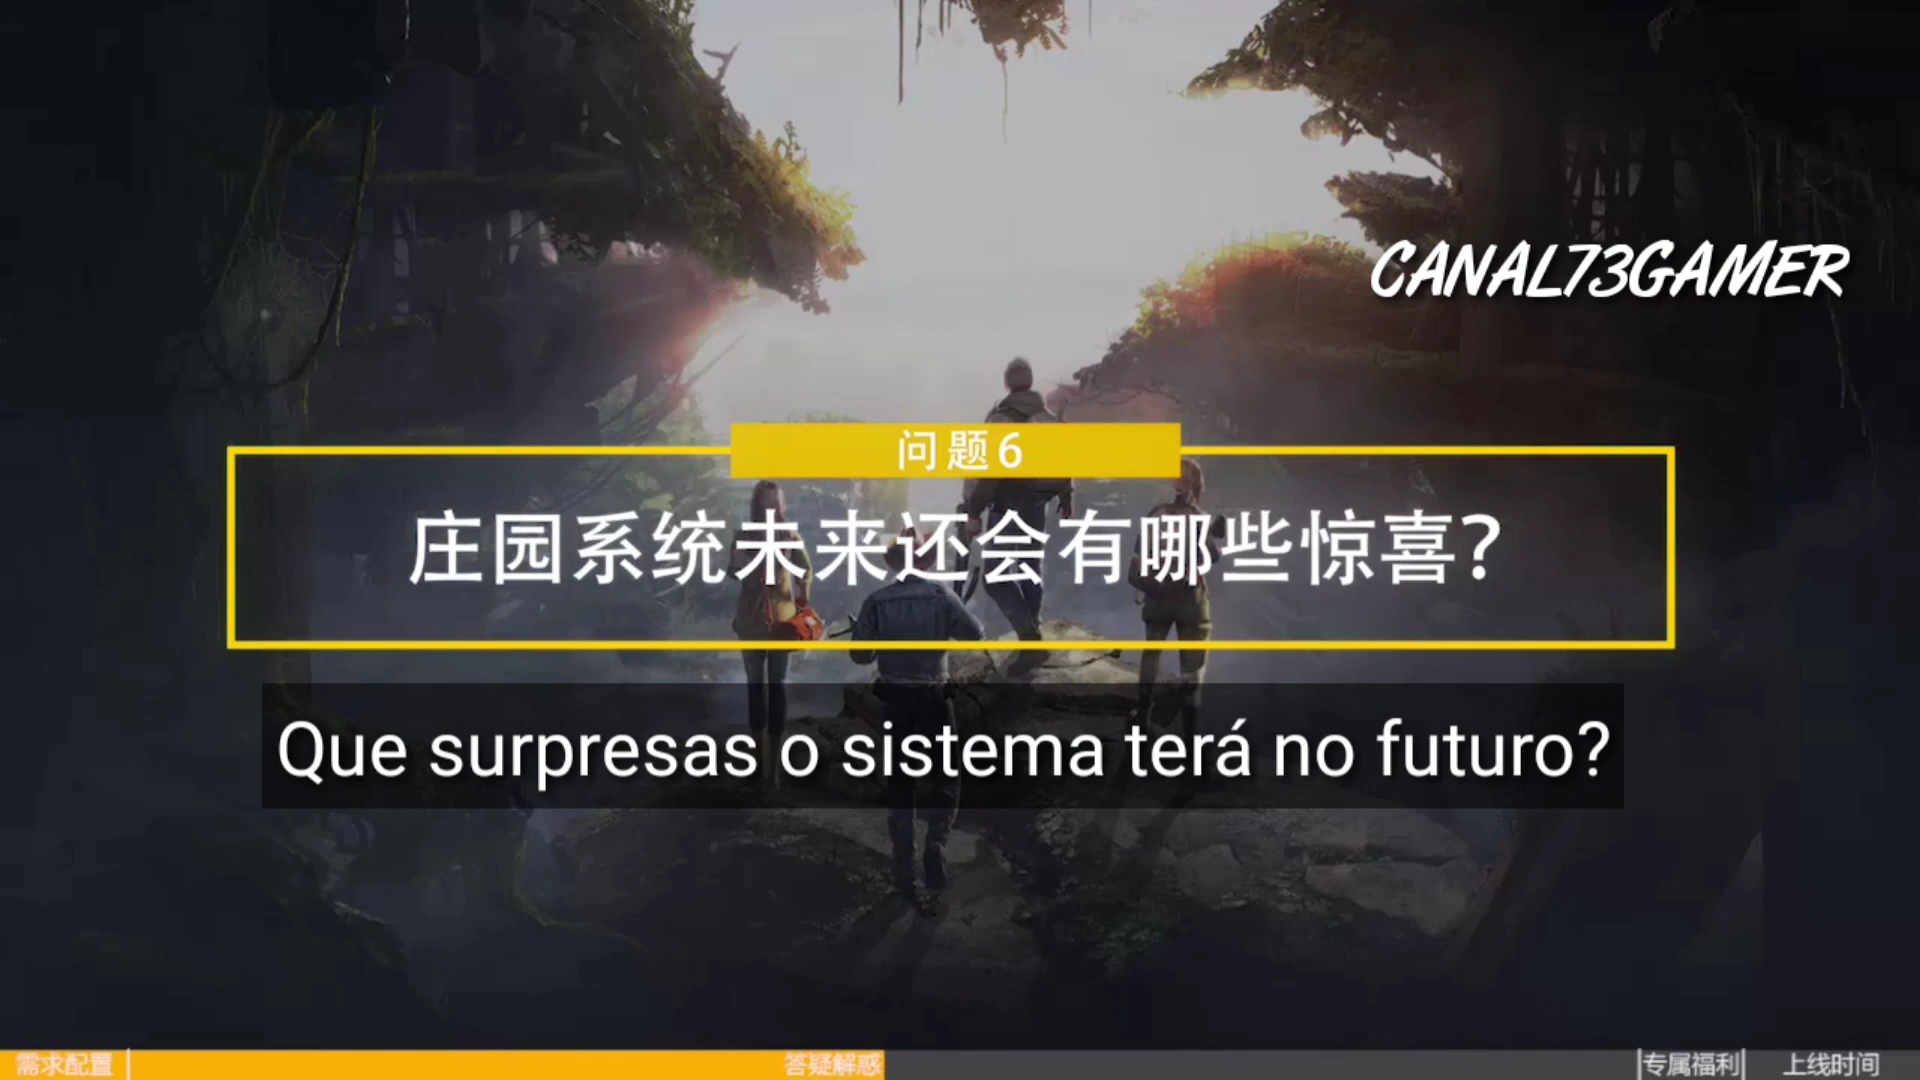 CANAL73GAMER
问题6
庄园系统未来还会有哪些惊喜?
Que surpresas o sistema terá no futuro?
需求配置
答疑解惑
专属福利
上线时间